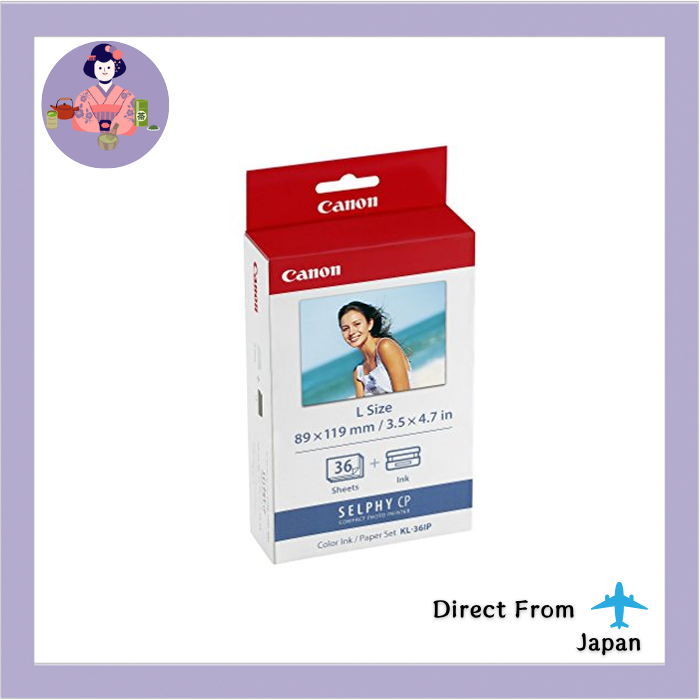 Canon
Canon
Canon
L Size
89 × 119 mm / 3.5 × 4.7 in
36
+
Sheets
Ink
SELPHY CP
COMPACT PHOTO PRINTER
Color Ink / Paper Set KL-36IP
茶
Direct From
Japan